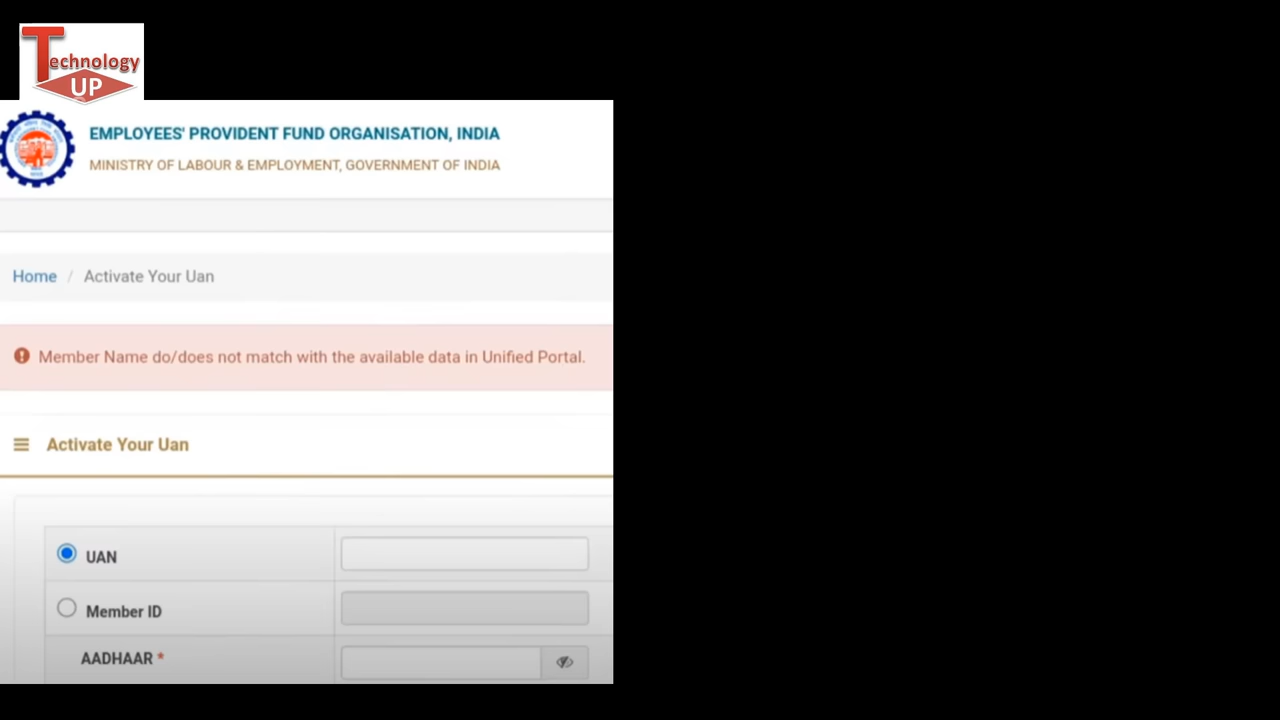 Technology
UP
EMPLOYEES' PROVIDENT FUND ORGANISATION, INDIA
MINISTRY OF LABOUR & EMPLOYMENT, GOVERNMENT OF INDIA
Home / Activate Your Uan
Member Name do/does not match with the available data in Unified Portal.
Activate Your Uan
UAN
Member ID
AADHAAR *